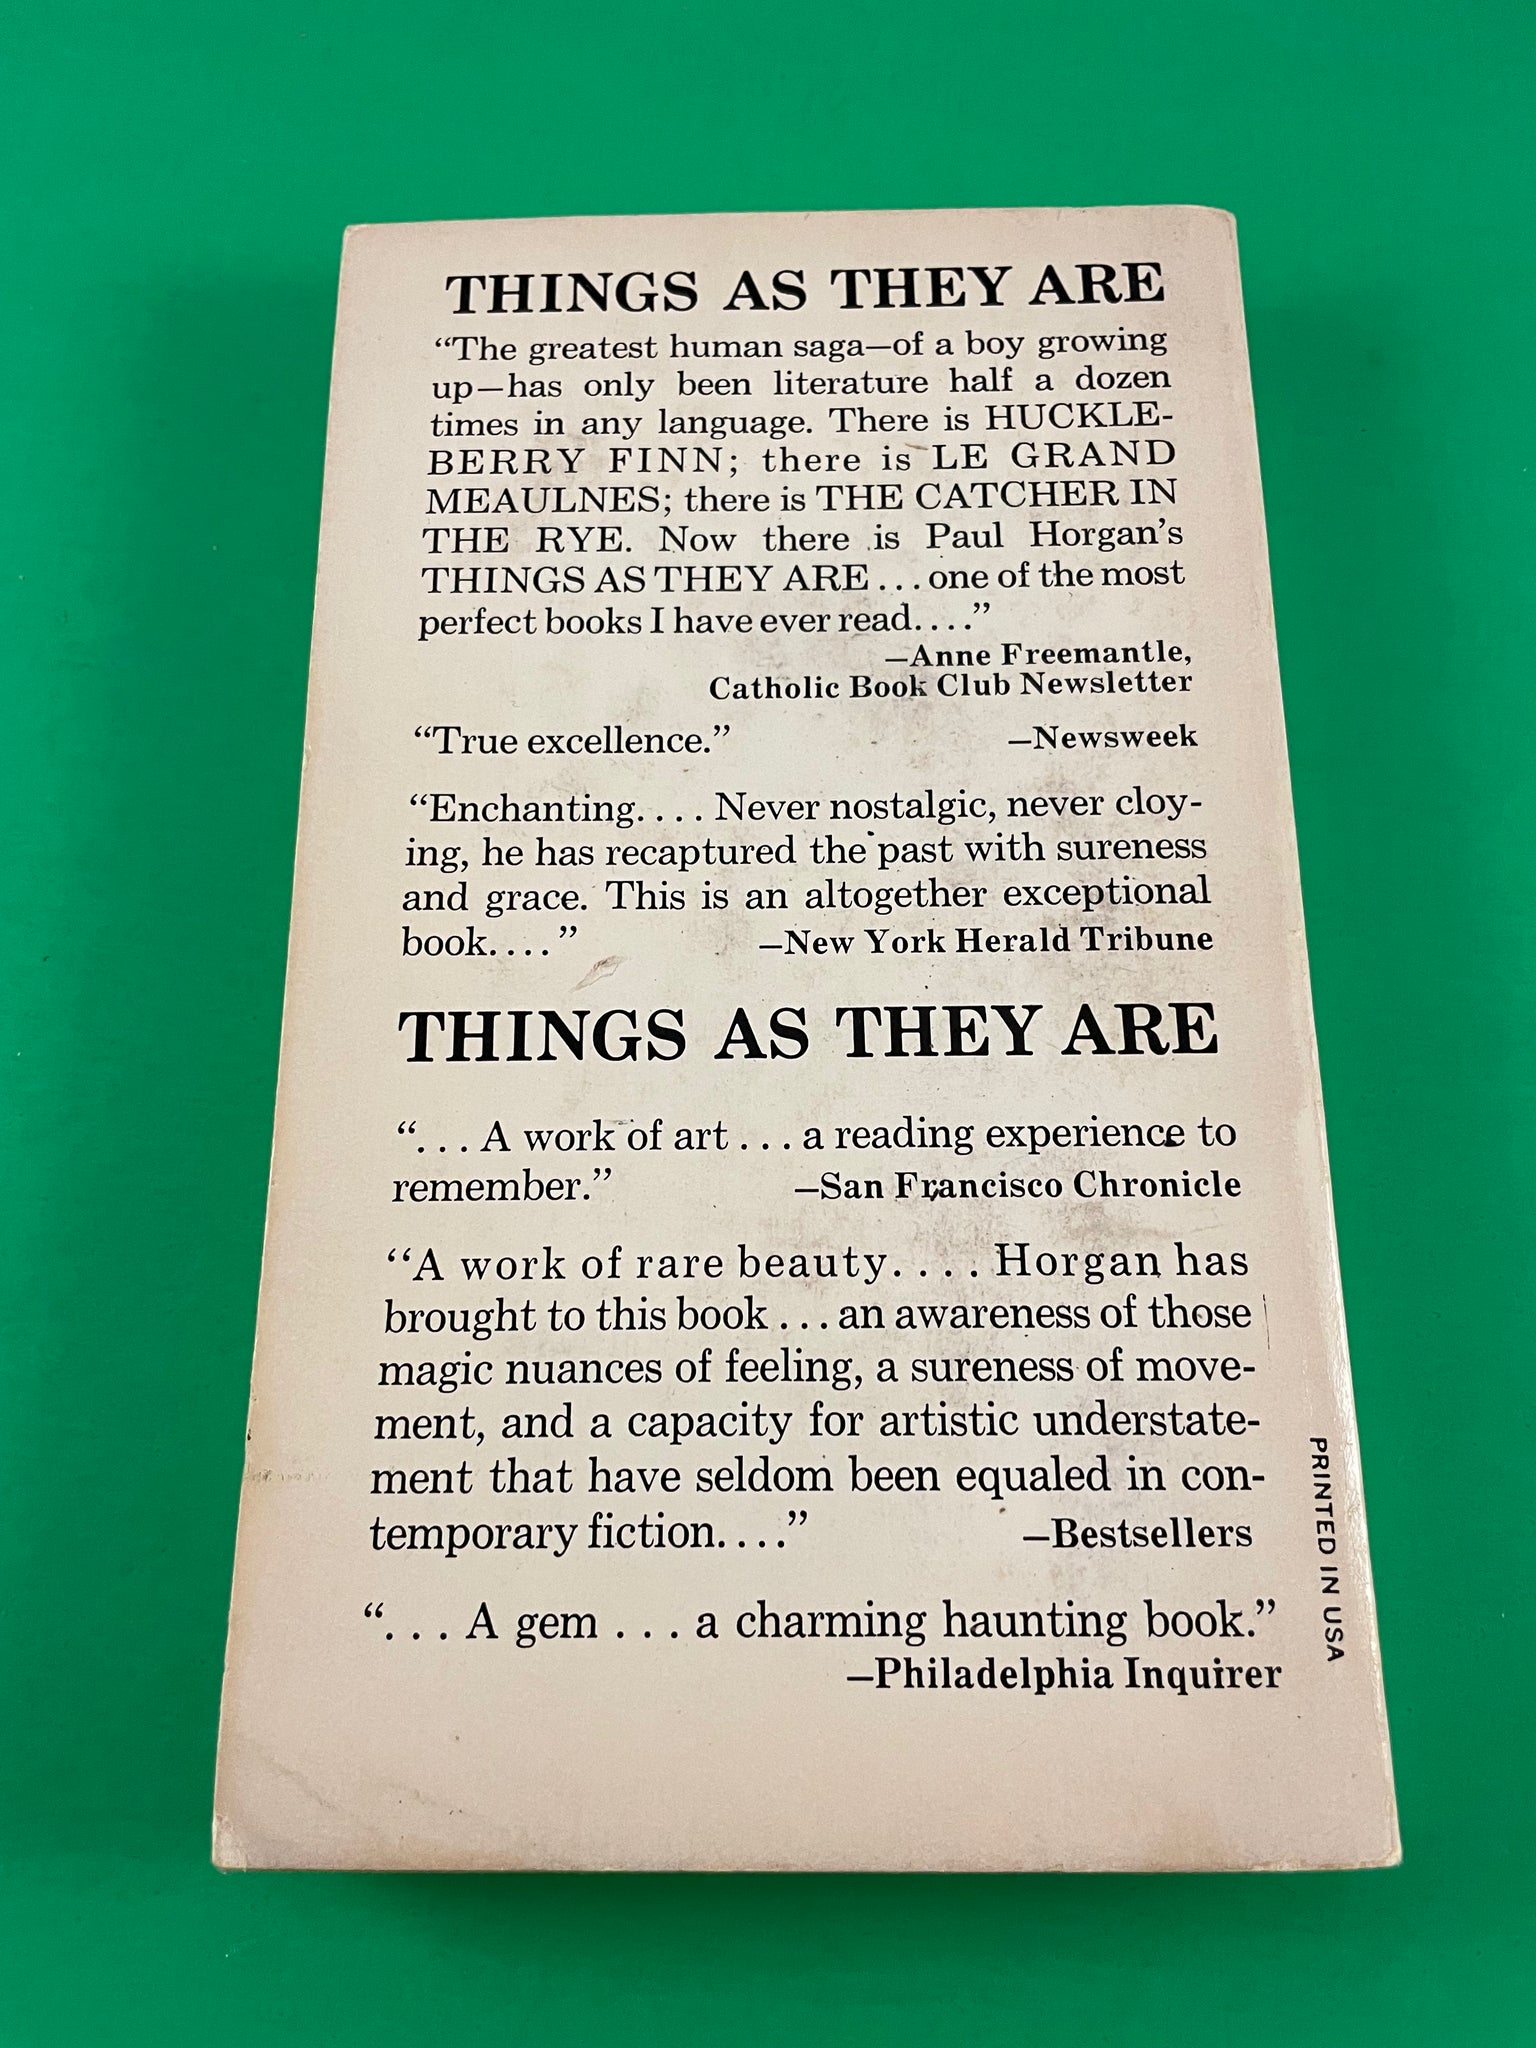 THINGS AS THEY ARE
“The greatest human saga—of a boy growing
up—has only been literature half a dozen
times in any language. There is HUCKLE-
BERRY FINN; there is LE GRAND
MEAULNES; there is THE CATCHER IN
THE RYE. Now there is Paul Horgan’s
THINGS AS THEY ARE . . . one of the most
perfect books I have ever read. . . .”
—Anne Freemantle,
Catholic Book Club Newsletter
“True excellence.” —Newsweek
“Enchanting. . . . Never nostalgic, never cloy-
ing, he has recaptured the past with sureness
and grace. This is an altogether exceptional
book. . . .” —New York Herald Tribune
THINGS AS THEY ARE
“. . . A work of art . . . a reading experience to
remember.” —San Francisco Chronicle
“A work of rare beauty. . . . Horgan has
brought to this book . . . an awareness of those
magic nuances of feeling, a sureness of move-
ment, and a capacity for artistic understate-
ment that have seldom been equaled in con-
temporary fiction. . . .” —Bestsellers
“. . . A gem . . . a charming haunting book.”
—Philadelphia Inquirer
PRINTED IN USA